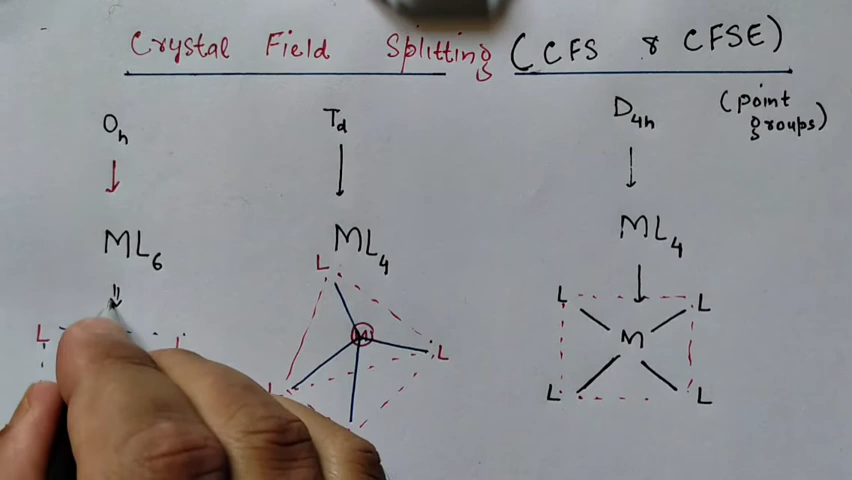 Crystal Field Splitting (CFS & CFSE)
Oh Td D4h (point groups)
ML6 ML4 ML4
L L
L M L
L L
M
L L